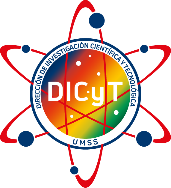 DIRECCIÓN DE INVESTIGACIÓN CIENTÍFICA Y TECNOLÓGICA
DICyT
UMSS